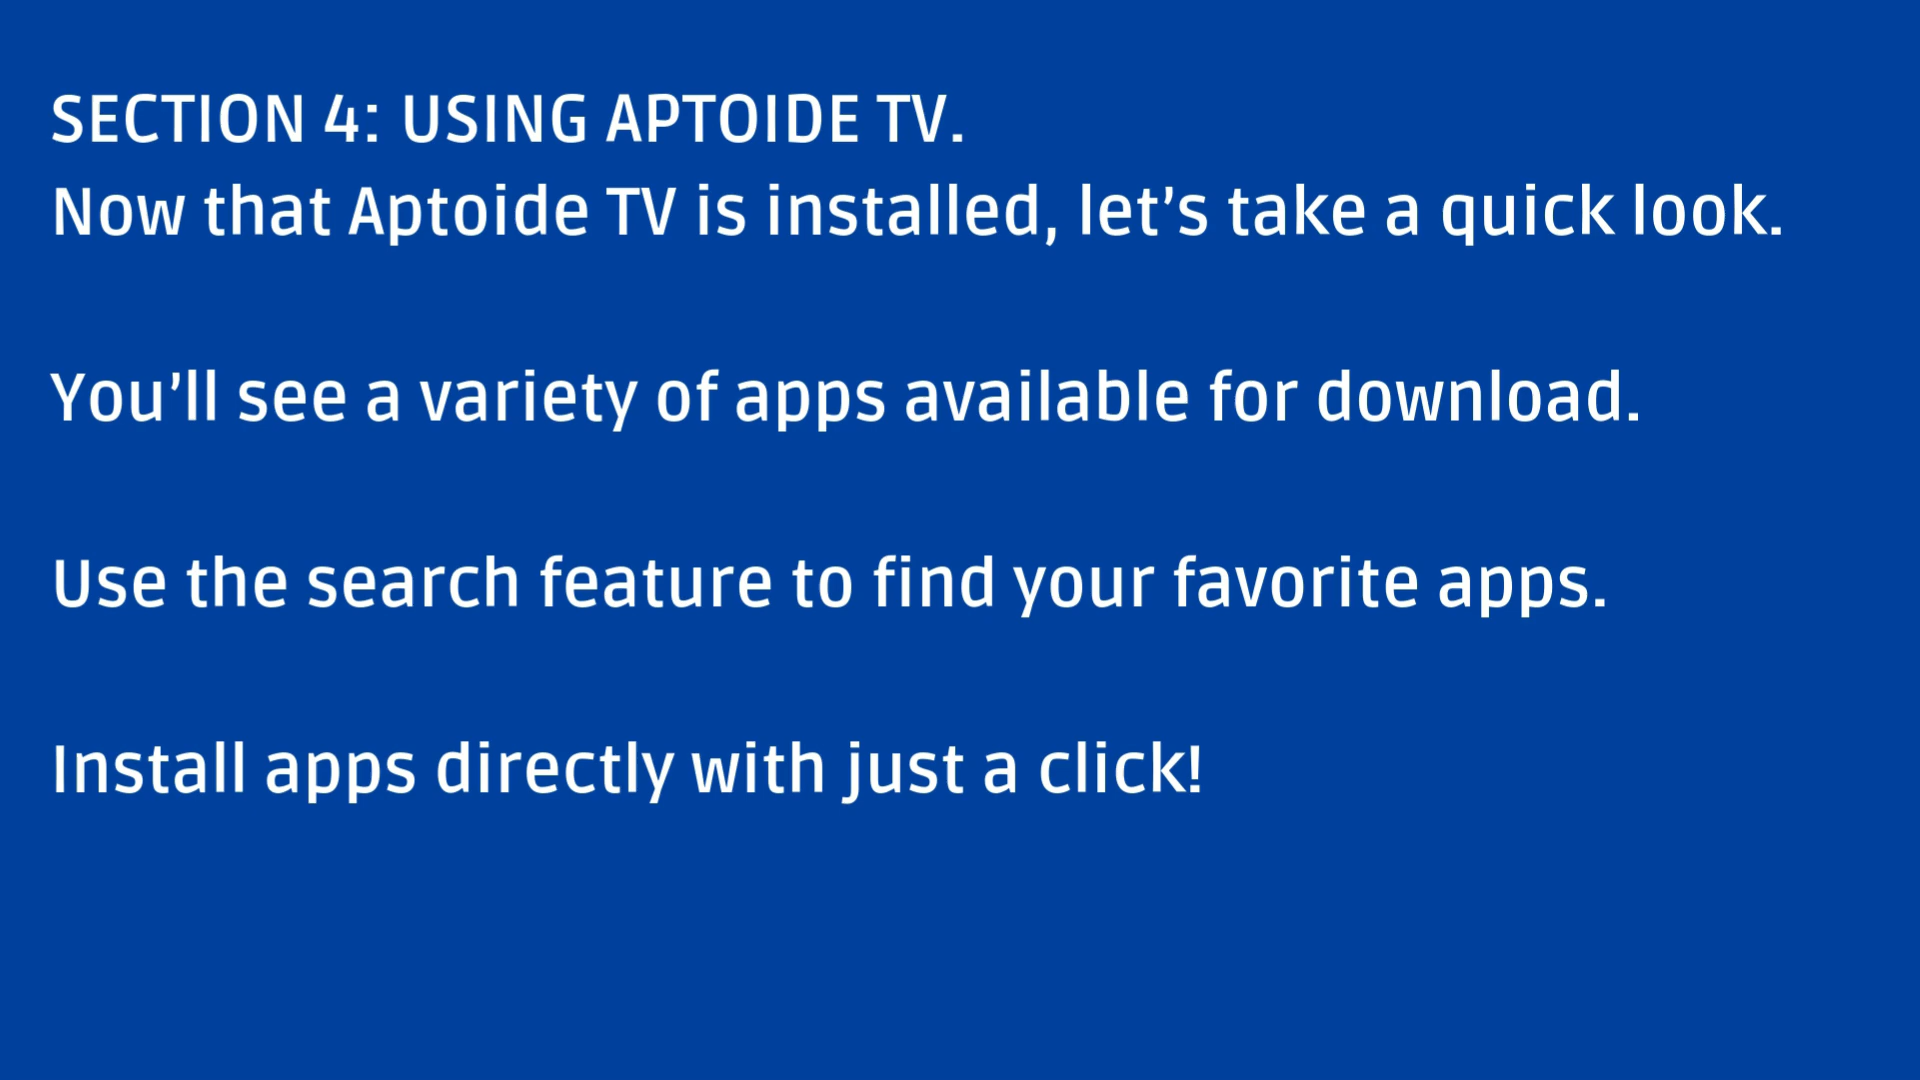 SECTION 4: USING APTOIDE TV.
Now that Aptoide TV is installed, let’s take a quick look.
You’ll see a variety of apps available for download.
Use the search feature to find your favorite apps.
Install apps directly with just a click!